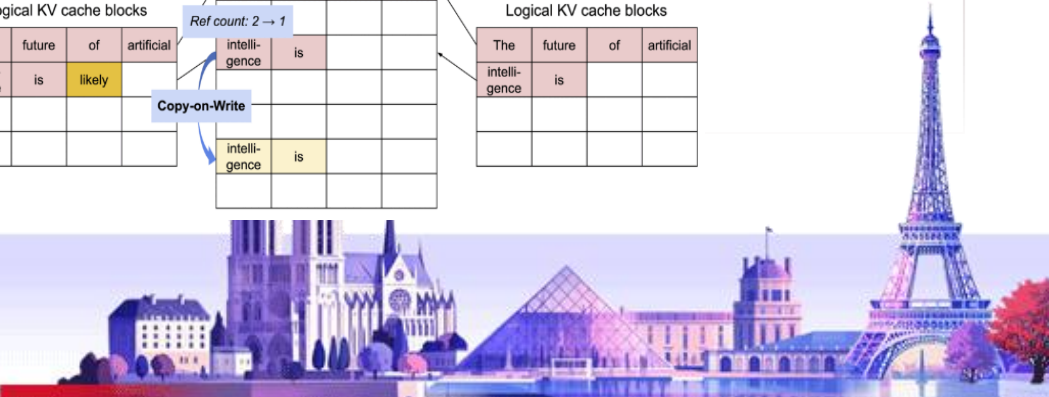 Logical KV cache blocks
Ref count: 2 → 1
future of artificial
is likely
Copy-on-Write
intelli-
gence is
intelli-
gence is
Logical KV cache blocks
The future of artificial
intelli-
gence is